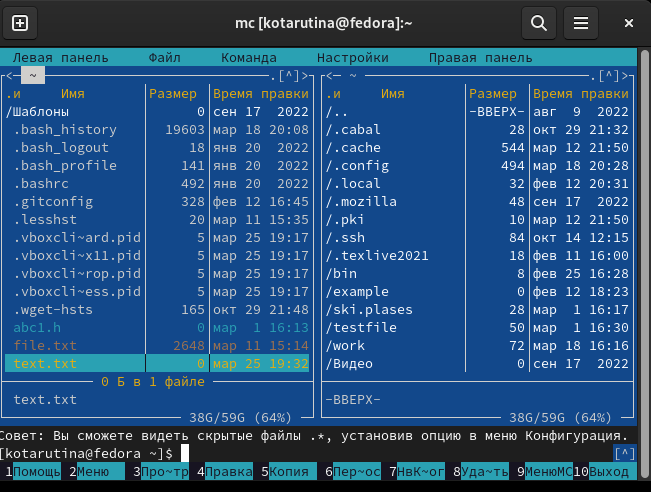 mc [kotarutina@fedora]:~
Левая панель Файл Команда Настройки Правая панель
<- ~ .[^]> <- ~ .[^]>
.и Имя Размер Время правки .и Имя Размер Время правки
/Шаблоны 0 сен 17 2022 /.. -ВВЕРХ- авг 9 2022
.bash_history 19603 мар 18 20:08 /.cabal 28 окт 29 21:32
.bash_logout 18 янв 20 2022 /.cache 544 мар 12 21:50
.bash_profile 141 янв 20 2022 /.config 494 мар 18 20:28
.bashrc 492 янв 20 2022 /.local 32 фев 12 20:31
.gitconfig 328 фев 12 16:45 /.mozilla 48 сен 17 2022
.lesshst 20 мар 11 15:35 /.pki 10 мар 12 21:50
.vboxcli~ard.pid 5 мар 25 19:17 /.ssh 84 окт 14 12:15
.vboxcli~x11.pid 5 мар 25 19:17 /.texlive2021 18 фев 11 16:00
.vboxcli~rop.pid 5 мар 25 19:17 /bin 8 фев 25 16:28
.vboxcli~ess.pid 5 мар 25 19:17 /example 0 фев 12 18:23
.wget-hsts 165 окт 29 21:48 /ski.plases 28 мар 1 16:17
abc1.h 0 мар 1 16:13 /testfile 50 мар 1 16:30
file.txt 2648 мар 11 15:14 /work 72 мар 18 16:16
text.txt 0 мар 25 19:32 /Видео 0 сен 17 2022
0 Б в 1 файле
text.txt -ВВЕРХ-
38G/59G (64%) 38G/59G (64%)
Совет: Вы сможете видеть скрытые файлы .*, установив опцию в меню Конфигурация.
[kotarutina@fedora ~]$ [^]
1Помощь 2Меню 3Про~тр 4Правка 5Копия 6Пер~ос 7НвК~ог 8Уда~ть 9МенюМС 10Выход